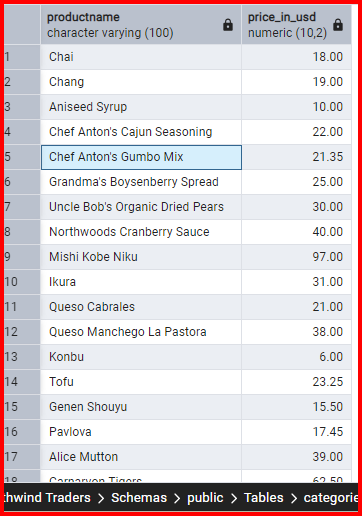 productname price_in_usd
character varying (100) numeric (10,2)
1 Chai 18.00
2 Chang 19.00
3 Aniseed Syrup 10.00
4 Chef Anton's Cajun Seasoning 22.00
5 Chef Anton's Gumbo Mix 21.35
6 Grandma's Boysenberry Spread 25.00
7 Uncle Bob's Organic Dried Pears 30.00
8 Northwoods Cranberry Sauce 40.00
9 Mishi Kobe Niku 97.00
10 Ikura 31.00
11 Queso Cabrales 21.00
12 Queso Manchego La Pastora 38.00
13 Konbu 6.00
14 Tofu 23.25
15 Genen Shouyu 15.50
16 Pavlova 17.45
17 Alice Mutton 39.00
18 Carnarvon Tigers 62.50
thwind Traders > Schemas > public > Tables > categorie